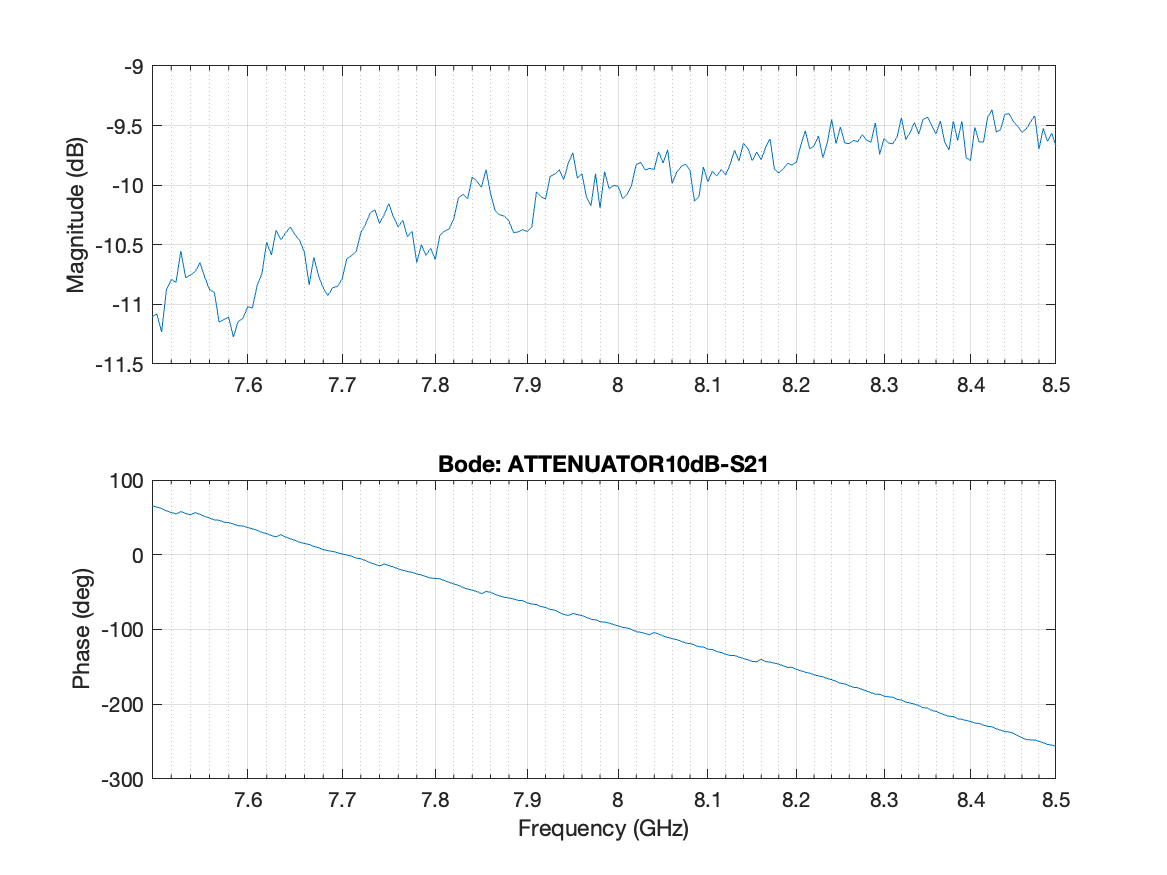 -9
-9.5
-10
-10.5
-11
-11.5
Magnitude (dB)
7.6 7.7 7.8 7.9 8 8.1 8.2 8.3 8.4 8.5
Bode: ATTENUATOR10dB-S21
100
0
-100
-200
-300
Phase (deg)
7.6 7.7 7.8 7.9 8 8.1 8.2 8.3 8.4 8.5
Frequency (GHz)